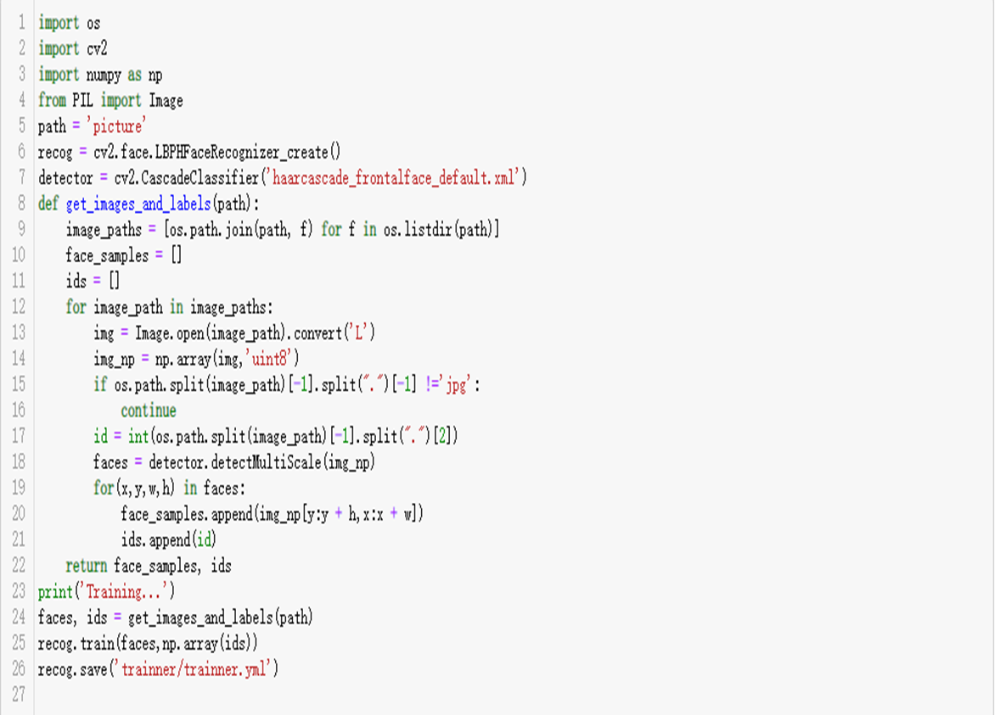 1 import os
2 import cv2
3 import numpy as np
4 from PIL import Image
5 path = 'picture'
6 recog = cv2.face.LBPHFaceRecognizer_create()
7 detector = cv2.CascadeClassifier('haarcascade_frontalface_default.xml')
8 def get_images_and_labels(path):
9     image_paths = [os.path.join(path, f) for f in os.listdir(path)]
10     face_samples = []
11     ids = []
12     for image_path in image_paths:
13         img = Image.open(image_path).convert('L')
14         img_np = np.array(img,'uint8')
15         if os.path.split(image_path)[-1].split(".")[-1] !='jpg':
16             continue
17         id = int(os.path.split(image_path)[-1].split(".")[2])
18         faces = detector.detectMultiScale(img_np)
19         for(x,y,w,h) in faces:
20             face_samples.append(img_np[y:y + h,x:x + w])
21             ids.append(id)
22     return face_samples, ids
23 print('Training...')
24 faces, ids = get_images_and_labels(path)
25 recog.train(faces,np.array(ids))
26 recog.save('trainner/trainner.yml')
27